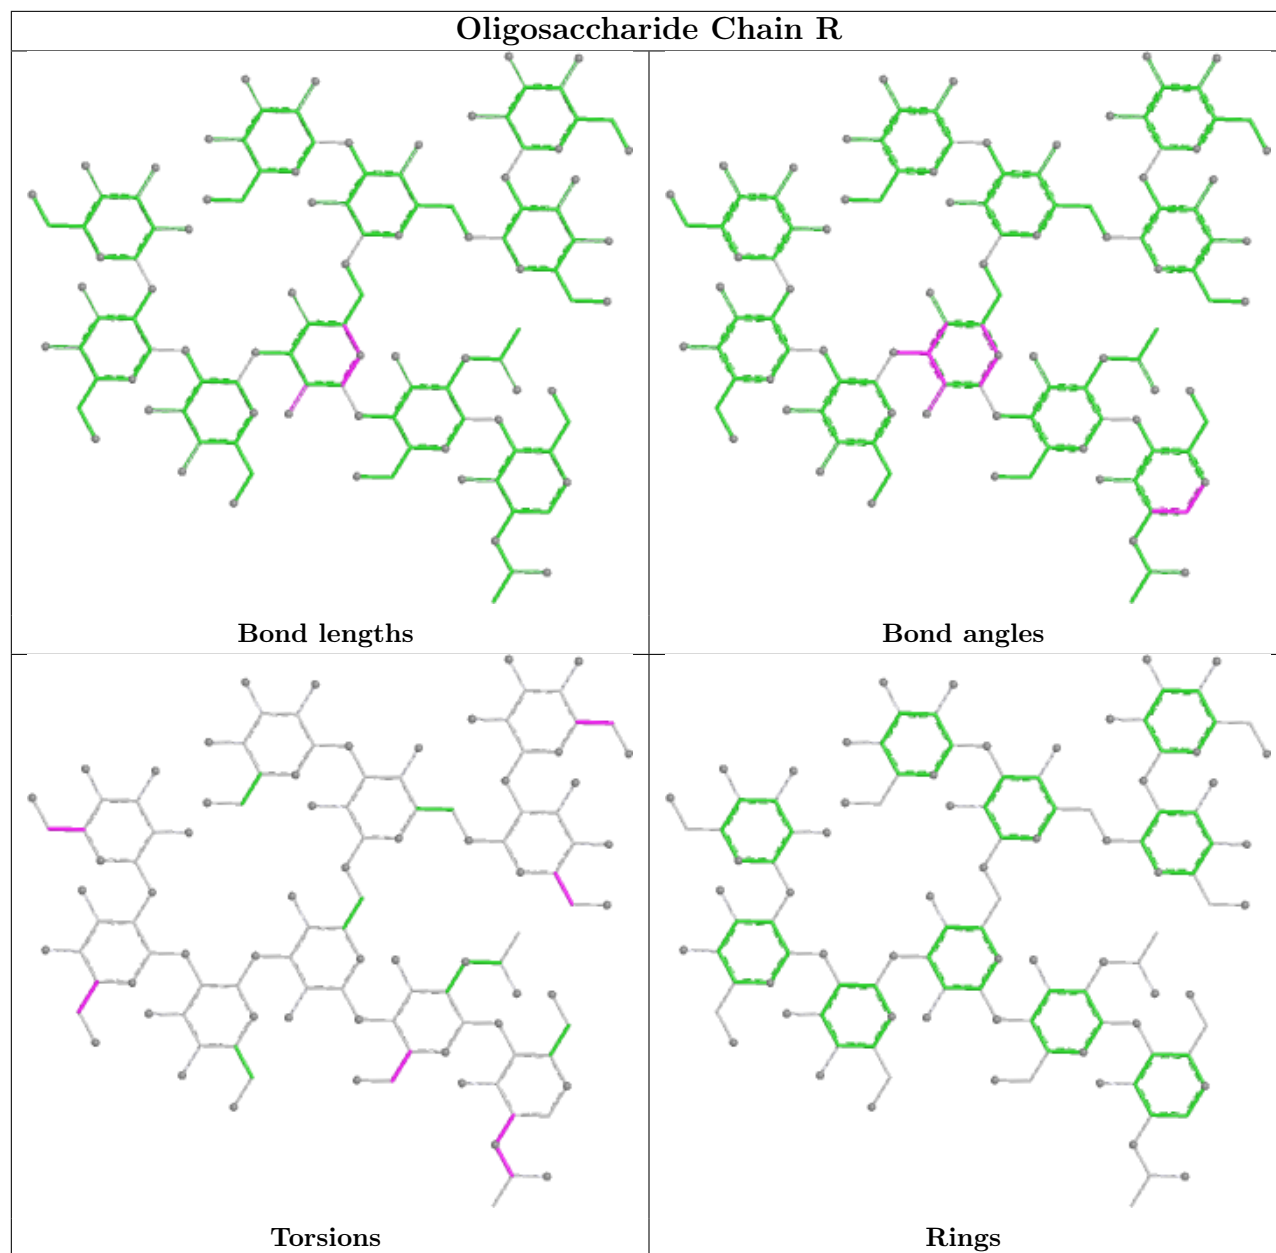 Oligosaccharide Chain R
Bond lengths
Bond angles
Torsions
Rings